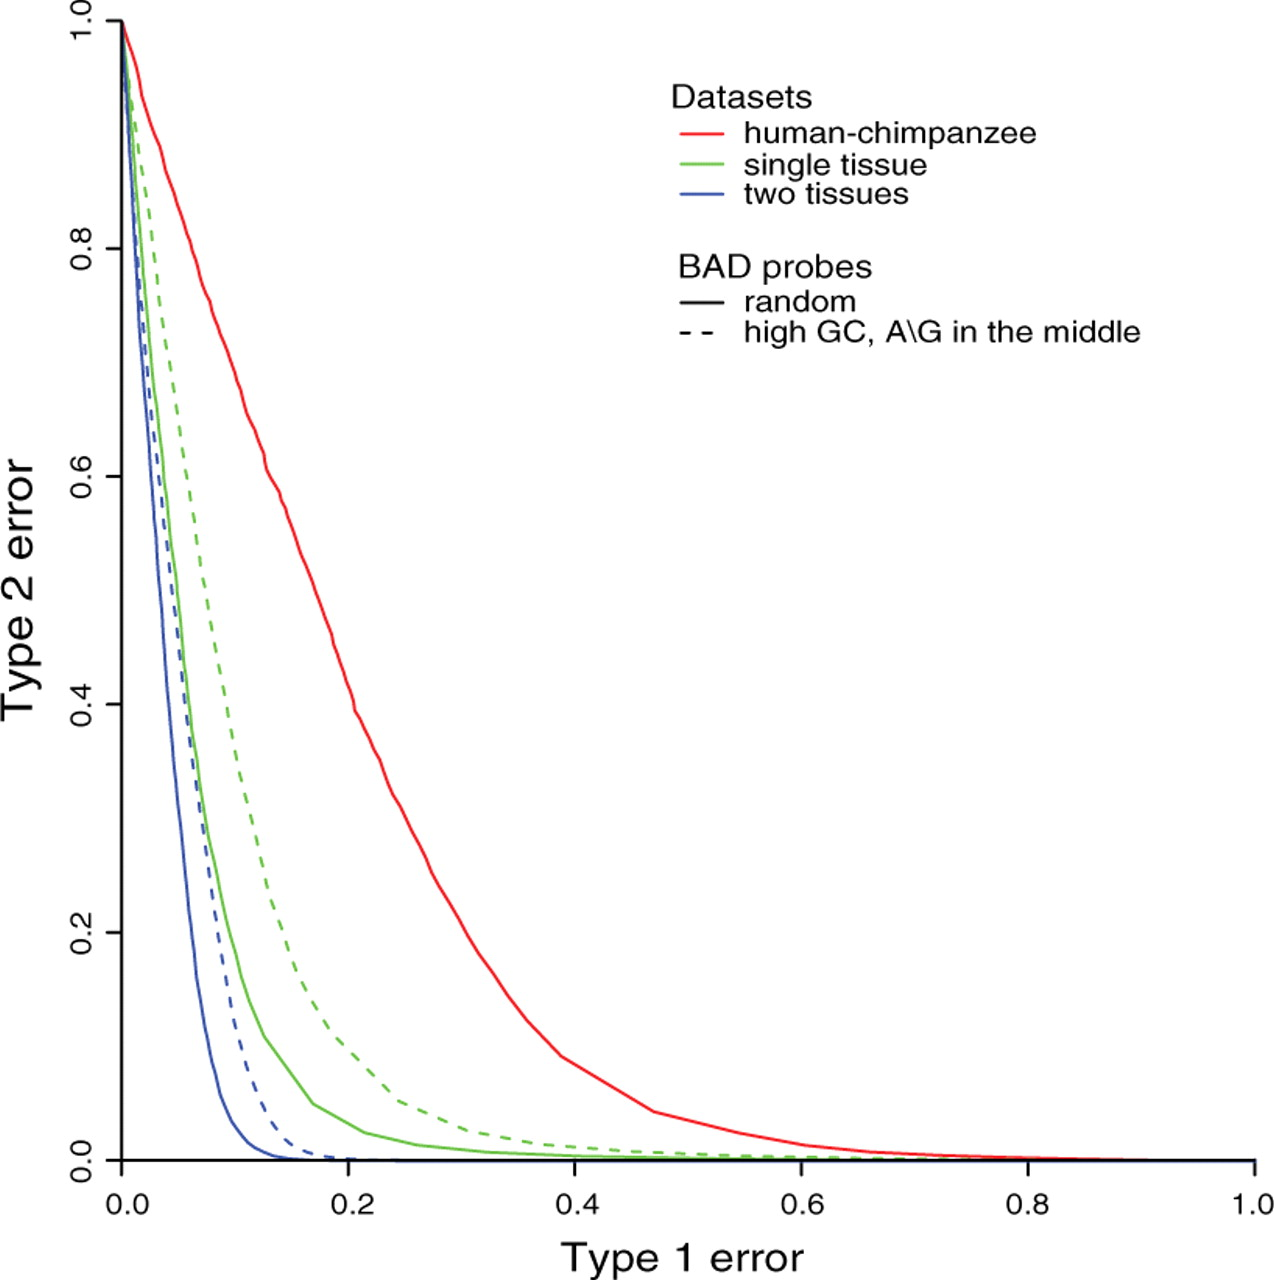 Datasets
human-chimpanzee
single tissue
two tissues
BAD probes
random
high GC, A\G in the middle
Type 2 error
1.0
0.8
0.6
0.4
0.2
0.0
0.0 0.2 0.4 0.6 0.8 1.0
Type 1 error